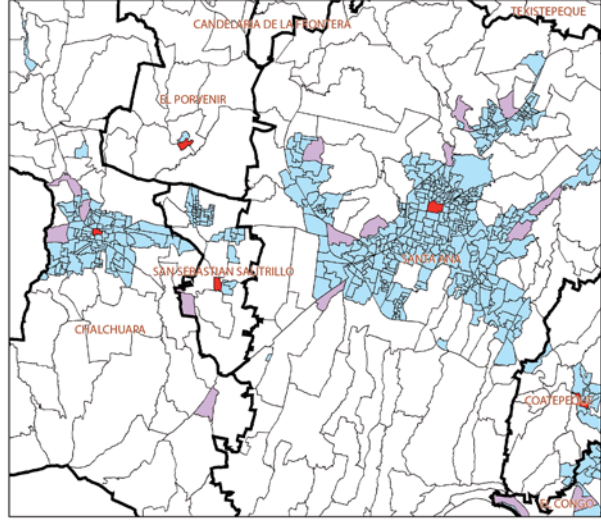 TEXISTEPEQUE
CANDELARIA DE LA FRONTERA
EL PORVENIR
SANTA ANA
SAN SEBASTIAN SALITRILLO
CHALCHUAPA
COATEPEQUE
EL CONGO